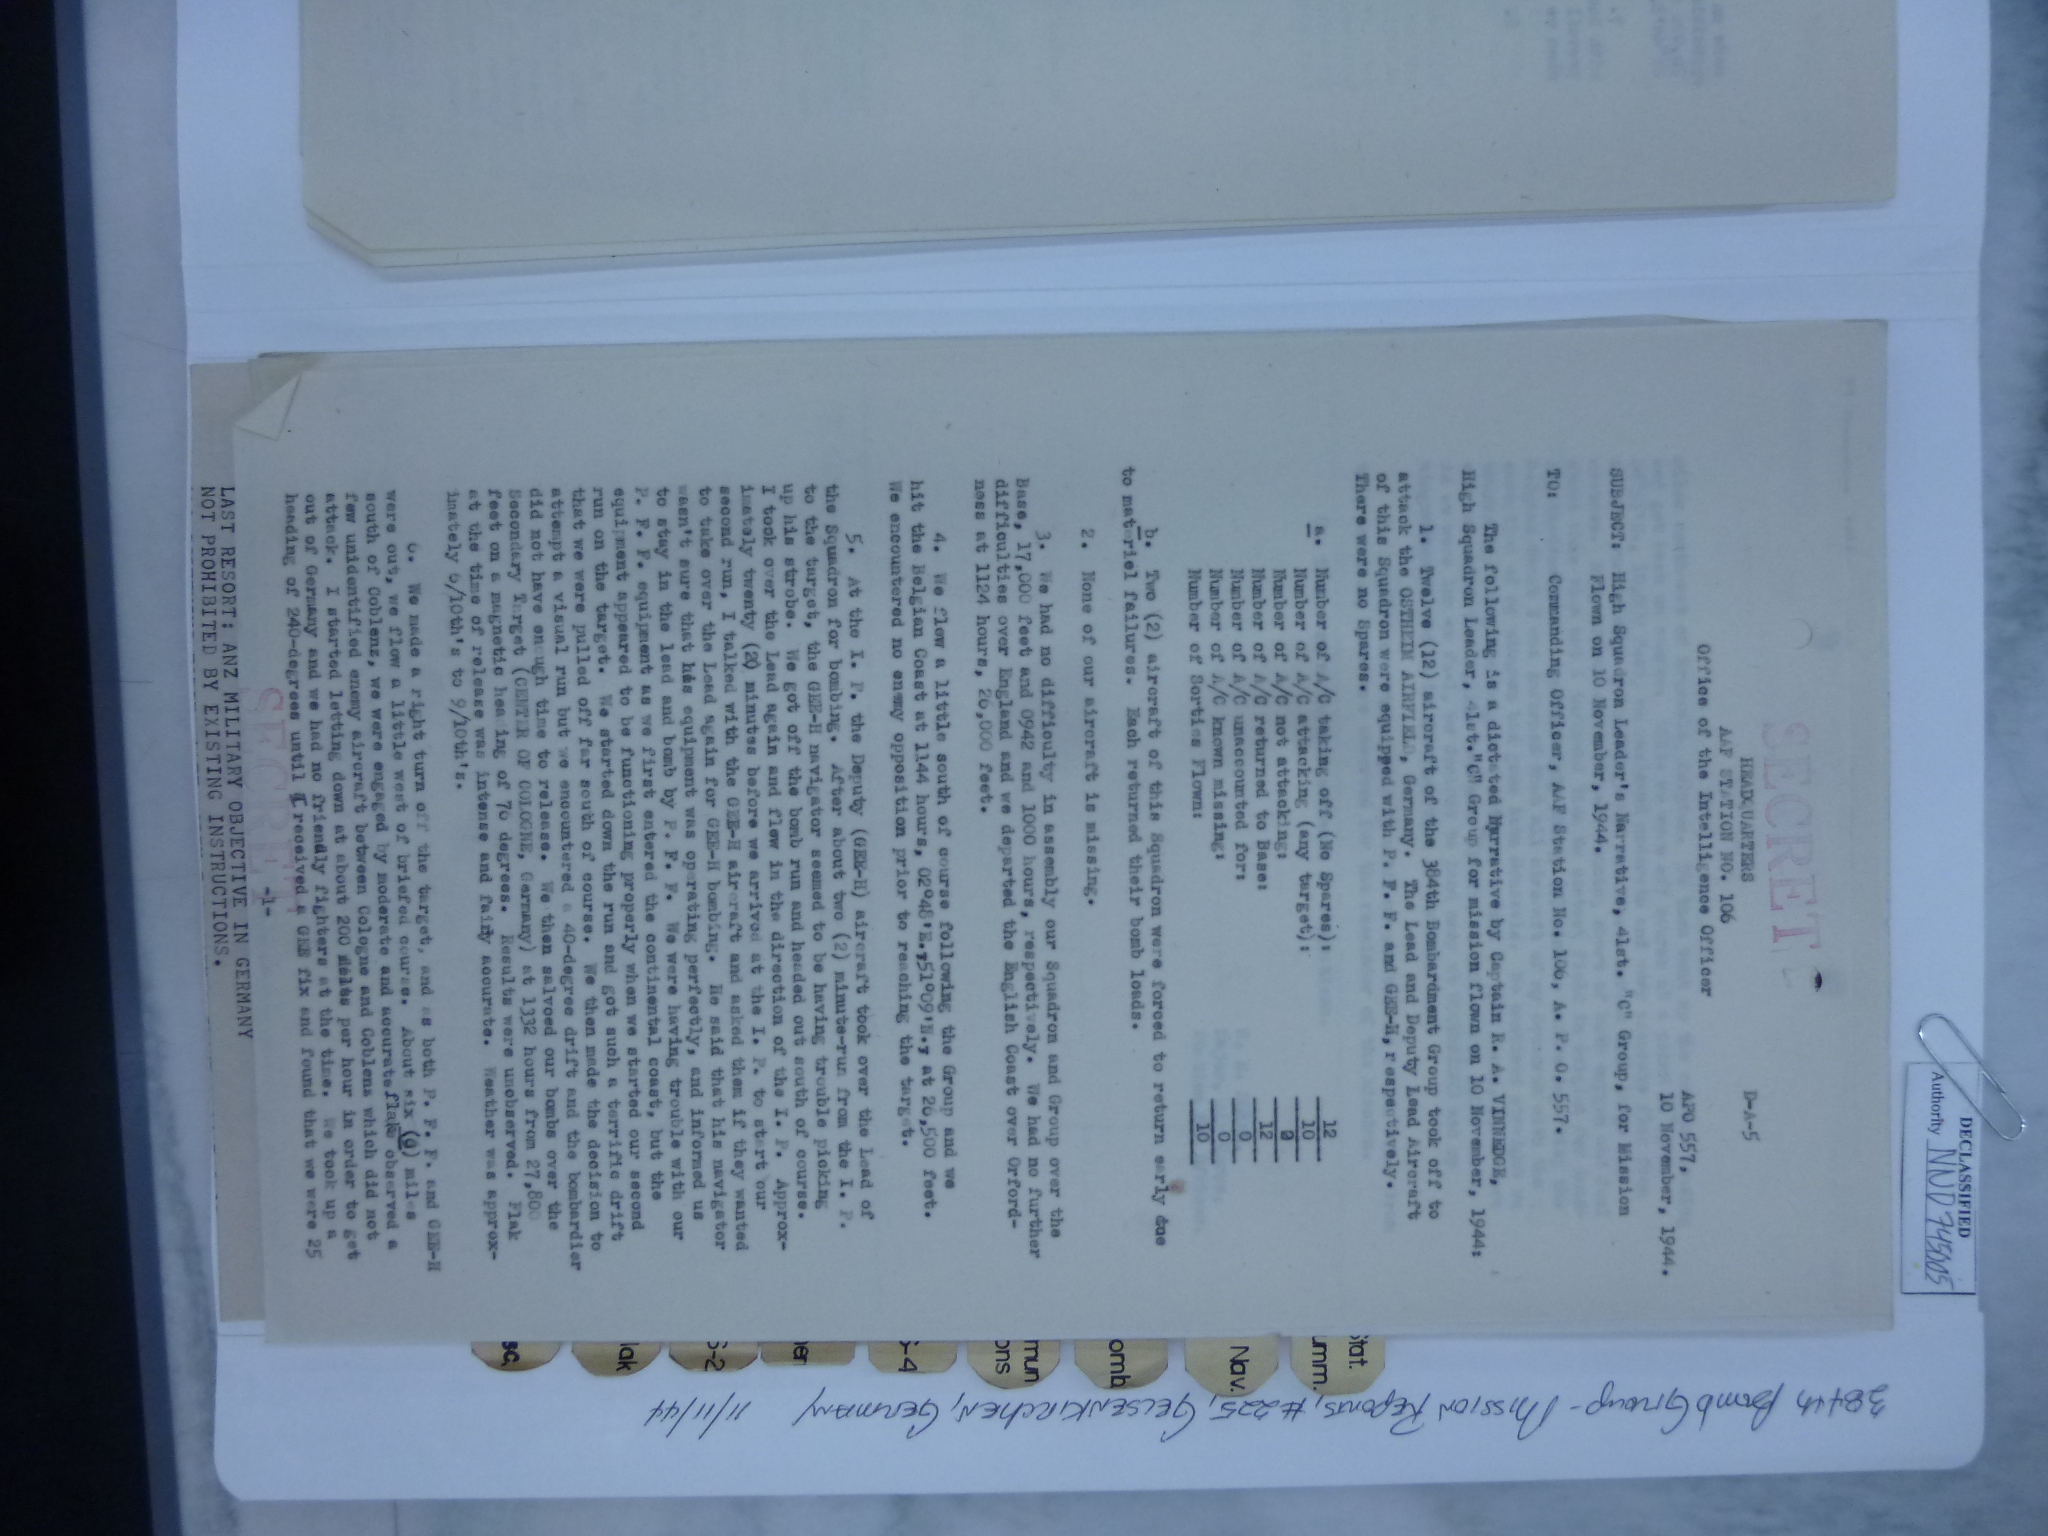 DECLASSIFIED
Authority NND 745005
SECRET
HEADQUARTERS
AAF STATION NO. 106
Office of the Intelligence Officer
D-A-5
APO 557,
10 November, 1944.
SUBJECT: High Squadron Leader's Narrative, 41st. "C" Group, for Mission
Flown on 10 November, 1944.
TO: Commanding Officer, AAF Station No. 106, A. P. O. 557.
The following is a dictated Narrative by Captain R. A. VINNEDGE,
High Squadron Leader, 41st. "C" Group for mission flown on 10 November, 1944:
1. Twelve (12) aircraft of the 384th Bombardment Group took off to
attack the OSTHEIM AIRFIELD, Germany. The Lead and Deputy Lead Aircraft
of this Squadron were equipped with P. F. F. and GEE-H, respectively.
There were no Spares.
a. Number of A/C taking off (No Spares): 12
Number of A/C attacking (any target): 10
Number of A/C not attacking: 0
Number of A/C returned to Base: 12
Number of A/C unaccounted for: 0
Number of A/C known missing: 0
Number of Sorties Flown: 10
b. Two (2) aircraft of this Squadron were forced to return early due
to materiel failures. Each returned their bomb loads.
2. None of our aircraft is missing.
3. We had no difficulty in assembly our Squadron and Group over the
Base, 17,000 feet and 0942 and 1000 hours, respectively. We had no further
difficulties over England and we departed the English Coast over Orford-
ness at 1124 hours, 26,000 feet.
4. We flew a little south of course following the Group and we
hit the Belgian Coast at 1144 hours, 02°48'E.,51°09'N., at 26,500 feet.
We encountered no enemy opposition prior to reaching the target.
5. At the I. P. the Deputy (GEE-H) aircraft took over the Lead of
the Squadron for bombing. After about two (2) minute-run from the I. P.
to the target, the GEE-H navigator seemed to be having trouble picking
up his strobe. We got off the bomb run and headed out south of course.
I took over the Lead again and flew in the direction of the I. P. Approx-
imately twenty (20) minutes before we arrived at the I. P. to start our
second run, I talked with the GEE-H aircraft and asked them if they wanted
to take over the Lead again for GEE-H bombing. He said that his navigator
wasn't sure that his equipment was operating perfectly, and informed us
to stay in the lead and bomb by P. F. F. We were having trouble with our
P. F. F. equipment as we first entered the continental coast, but the
equipment appeared to be functioning properly when we started our second
run on the target. We started down the run and got such a terrific drift
that we were pulled off far south of course. We then made the decision to
attempt a visual run but we encountered a 40-degree drift and the bombardier
did not have enough time to release. We then salvoed our bombs over the
Secondary Target (CENTER OF COLOGNE, Germany) at 1332 hours from 27,800
feet on a magnetic heading of 76 degrees. Results were unobserved. Flak
at the time of release was intense and fairly accurate. Weather was approx-
imately 6/10th's to 9/10th's.
6. We made a right turn off the target, and as both P. F. F. and GEE-H
were out, we flew a little west of briefed course. About six (6) miles
south of Coblenz, we were engaged by moderate and accurate flak observed a
few unidentified enemy aircraft between Cologne and Coblenz which did not
attack. I started letting down at about 200 miles per hour in order to get
out of Germany and we had no friendly fighters at the time. We took up a
heading of 240-degrees until I received a GEE fix and found that we were 25
-1-
SECRET
LAST RESORT: ANZ MILITARY OBJECTIVE IN GERMANY
NOT PROHIBITED BY EXISTING INSTRUCTIONS.
Stat.
umm.
Nav.
omb
mun
ons
S-4
her
S-2
lak
sc.
384th Bomb Group - Mission Reports, #225, Gelsenkirchen, Germany 11/11/44